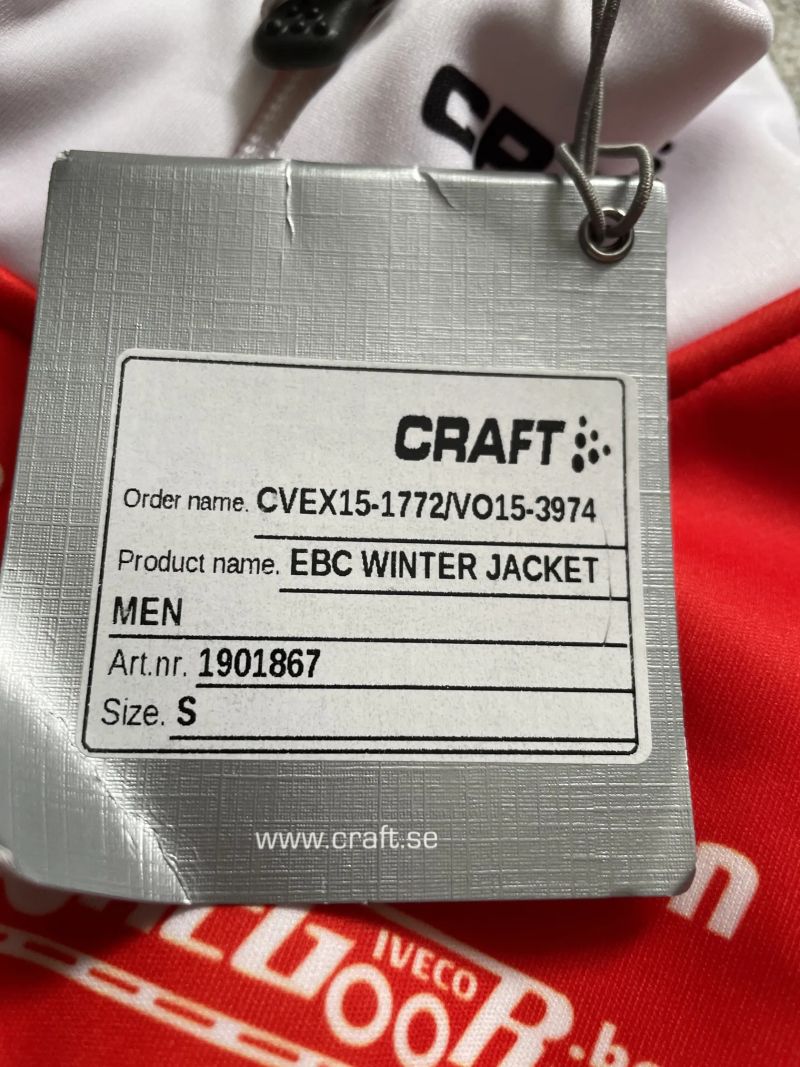 CRAFT
Order name. CVEX15-1772/VO15-3974
Product name. EBC WINTER JACKET
MEN
Art.nr. 1901867
Size. S
www.craft.se
IVECO